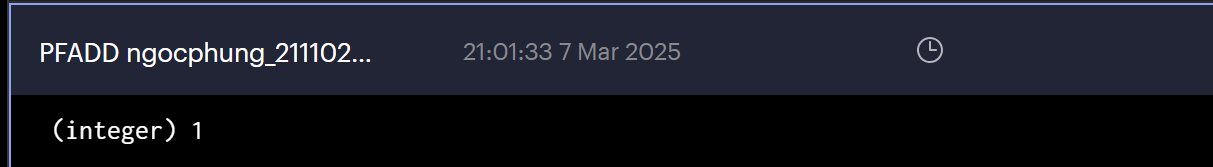 PFADD ngocphung_211102... 21:01:33 7 Mar 2025
(integer) 1